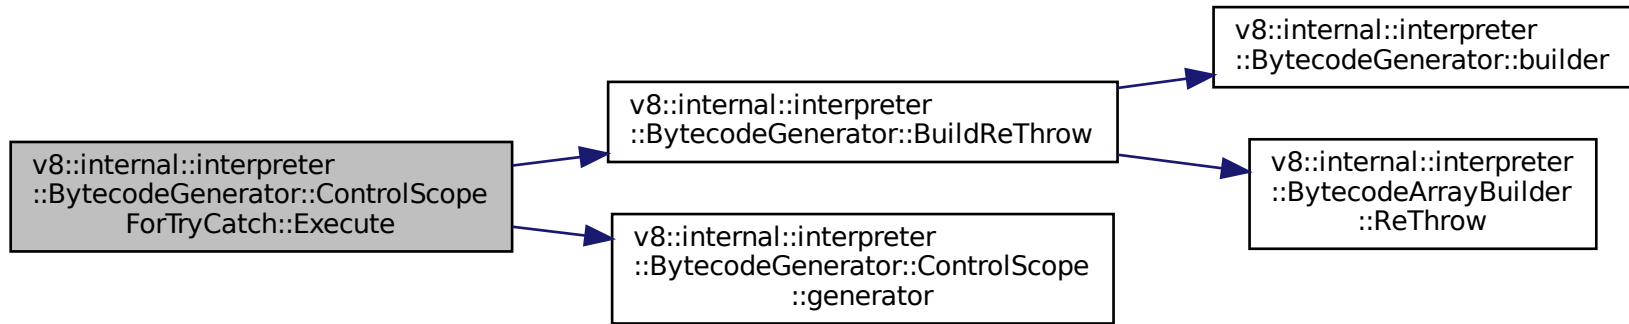 v8::internal::interpreter
::BytecodeGenerator::ControlScope
ForTryCatch::Execute
v8::internal::interpreter
::BytecodeGenerator::BuildReThrow
v8::internal::interpreter
::BytecodeGenerator::ControlScope
::generator
v8::internal::interpreter
::BytecodeGenerator::builder
v8::internal::interpreter
::BytecodeArrayBuilder
::ReThrow